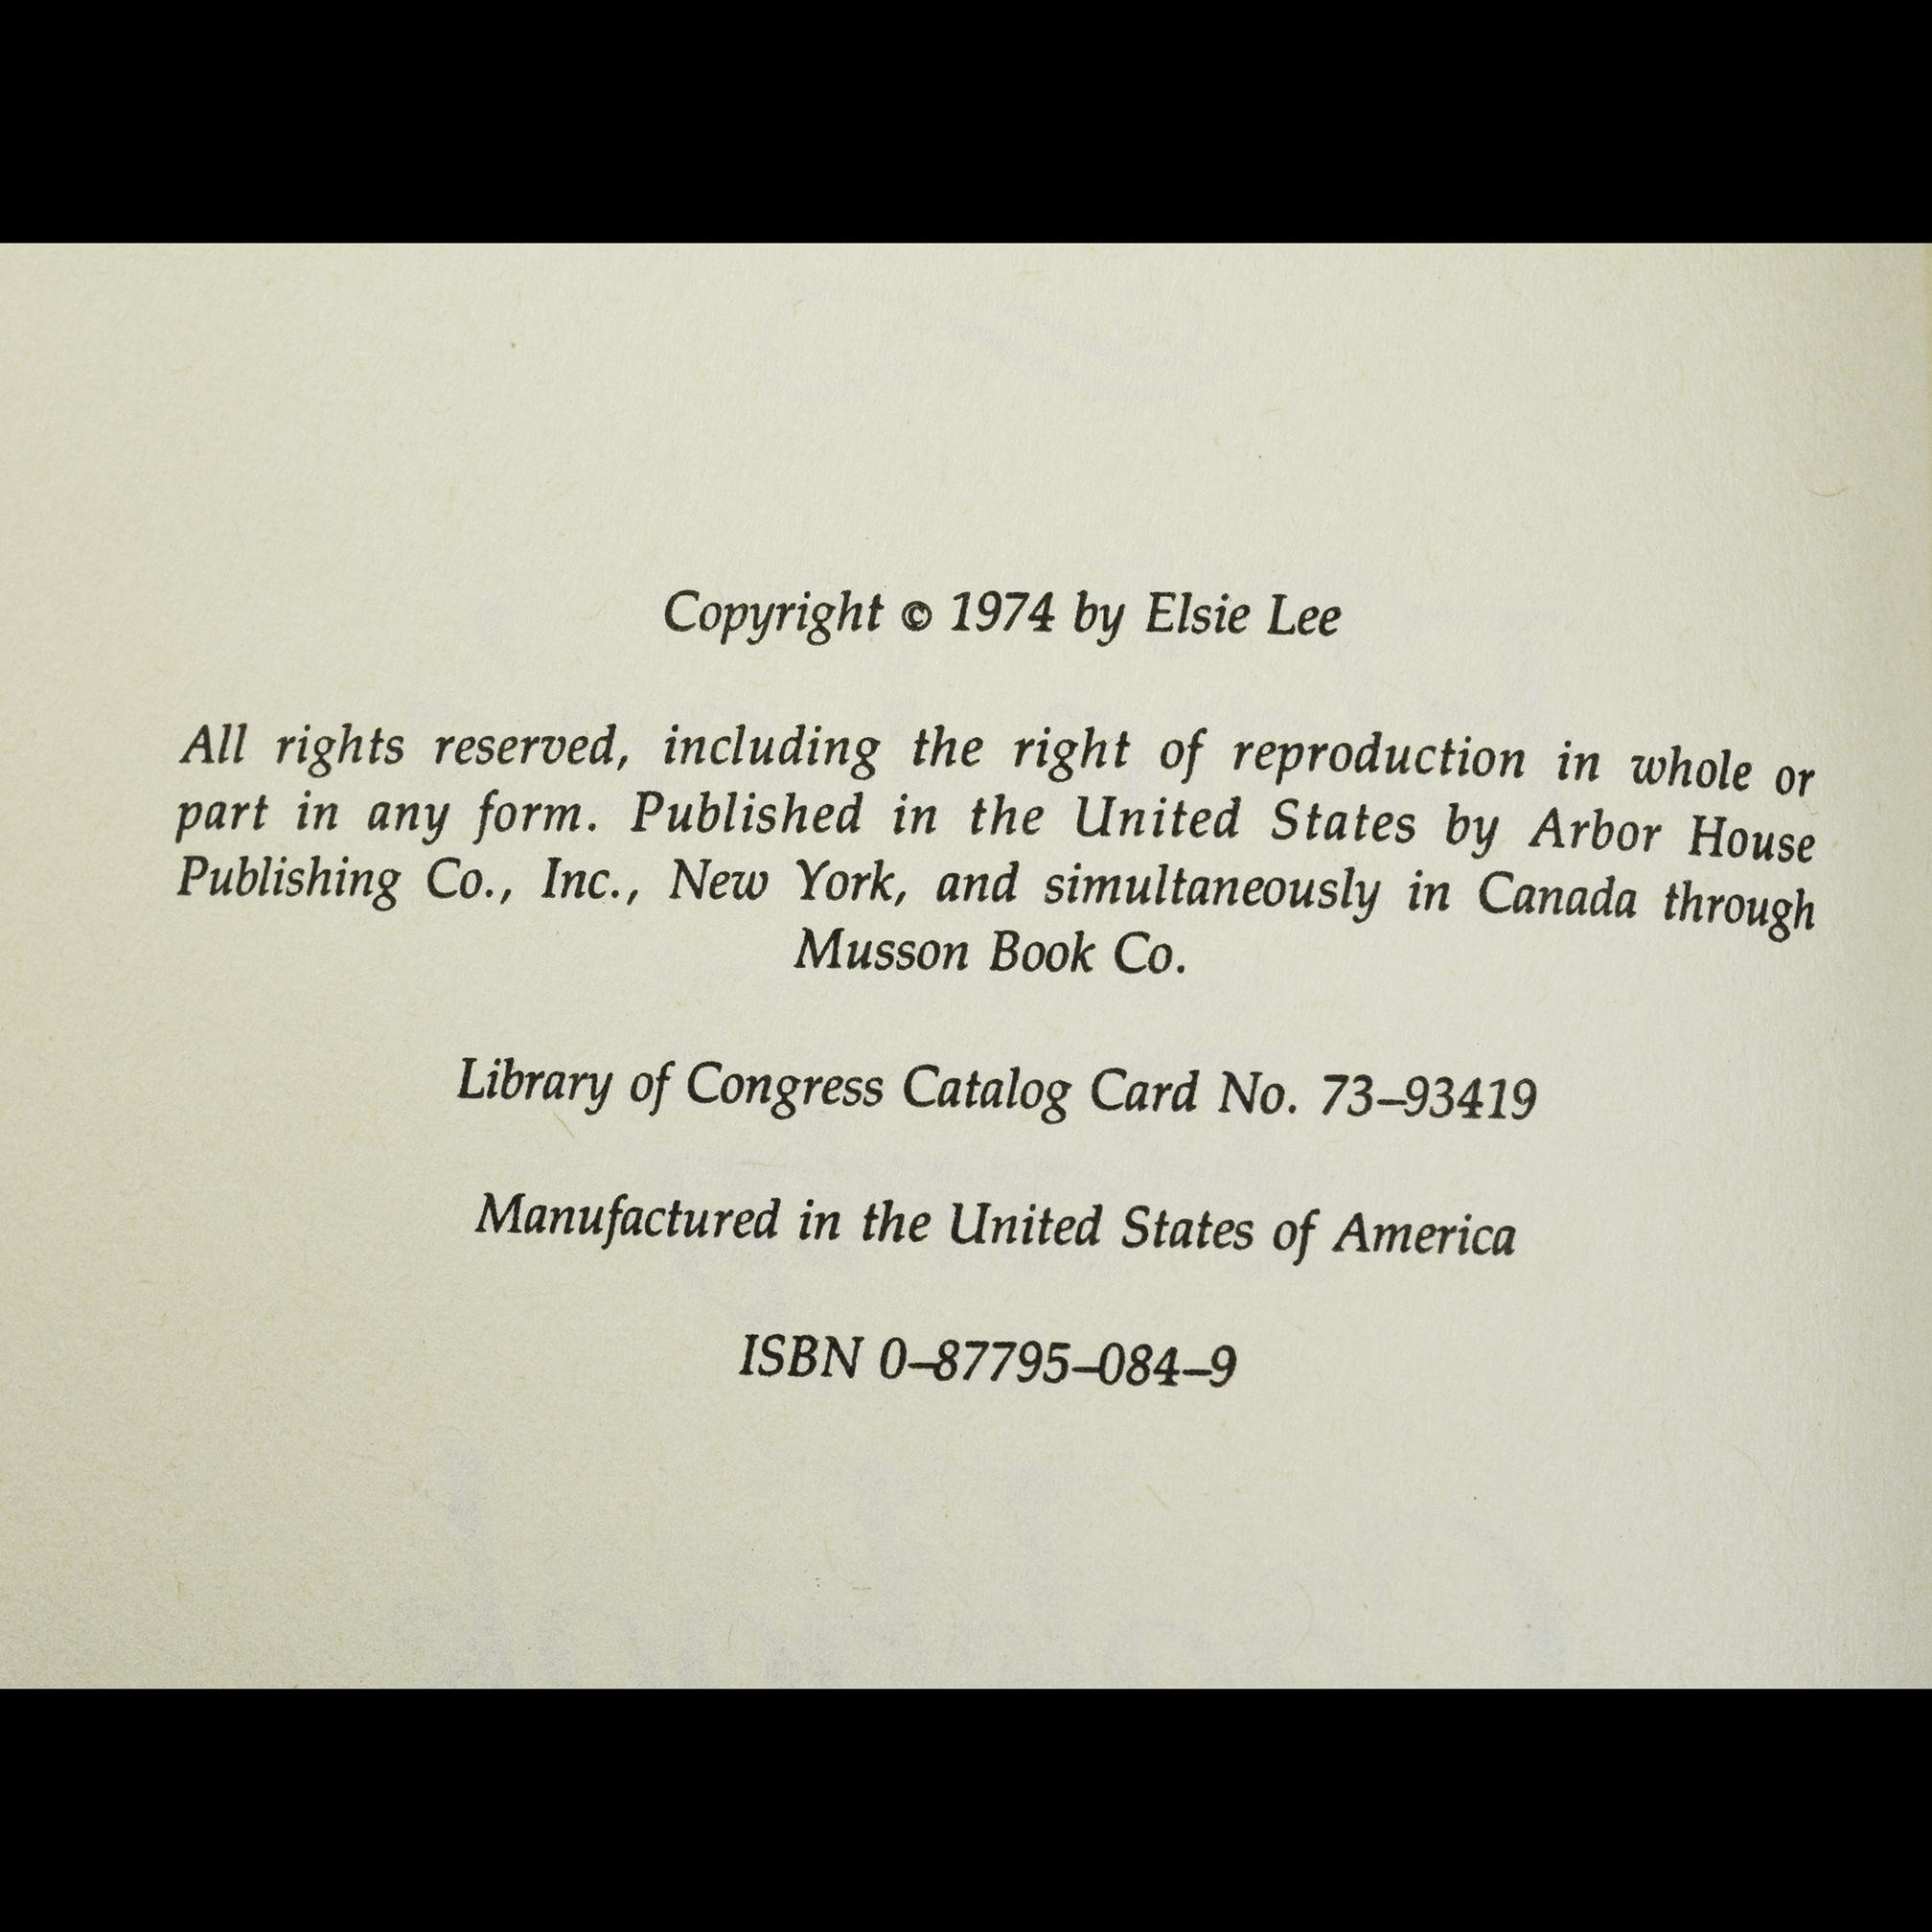 Copyright © 1974 by Elsie Lee
All rights reserved, including the right of reproduction in whole or
part in any form. Published in the United States by Arbor House
Publishing Co., Inc., New York, and simultaneously in Canada through
Musson Book Co.
Library of Congress Catalog Card No. 73–93419
Manufactured in the United States of America
ISBN 0–87795–084–9